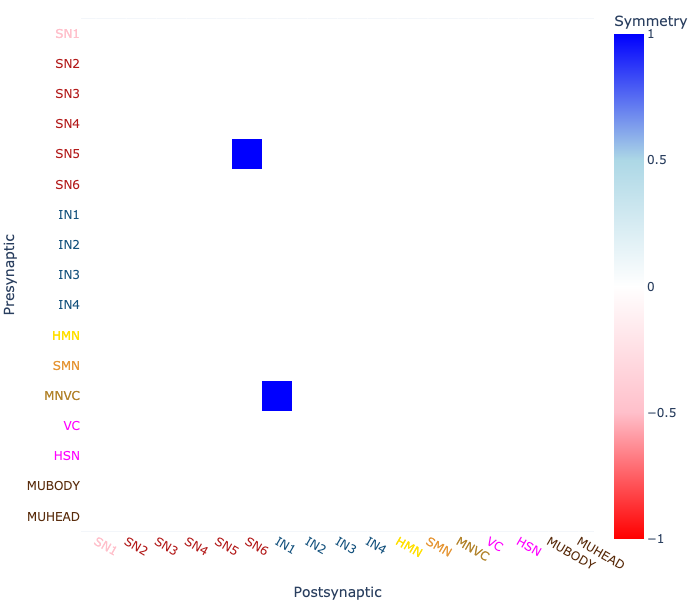 Symmetry
SN1
SN2
SN3
SN4
SN5
SN6
IN1
IN2
IN3
IN4
HMN
SMN
MNVC
VC
HSN
MUBODY
MUHEAD
Presynaptic
SN1 SN2 SN3 SN4 SN5 SN6 IN1 IN2 IN3 IN4 HMN SMN MNVC VC HSN MUBODY MUHEAD
Postsynaptic
1
0.5
0
−0.5
−1